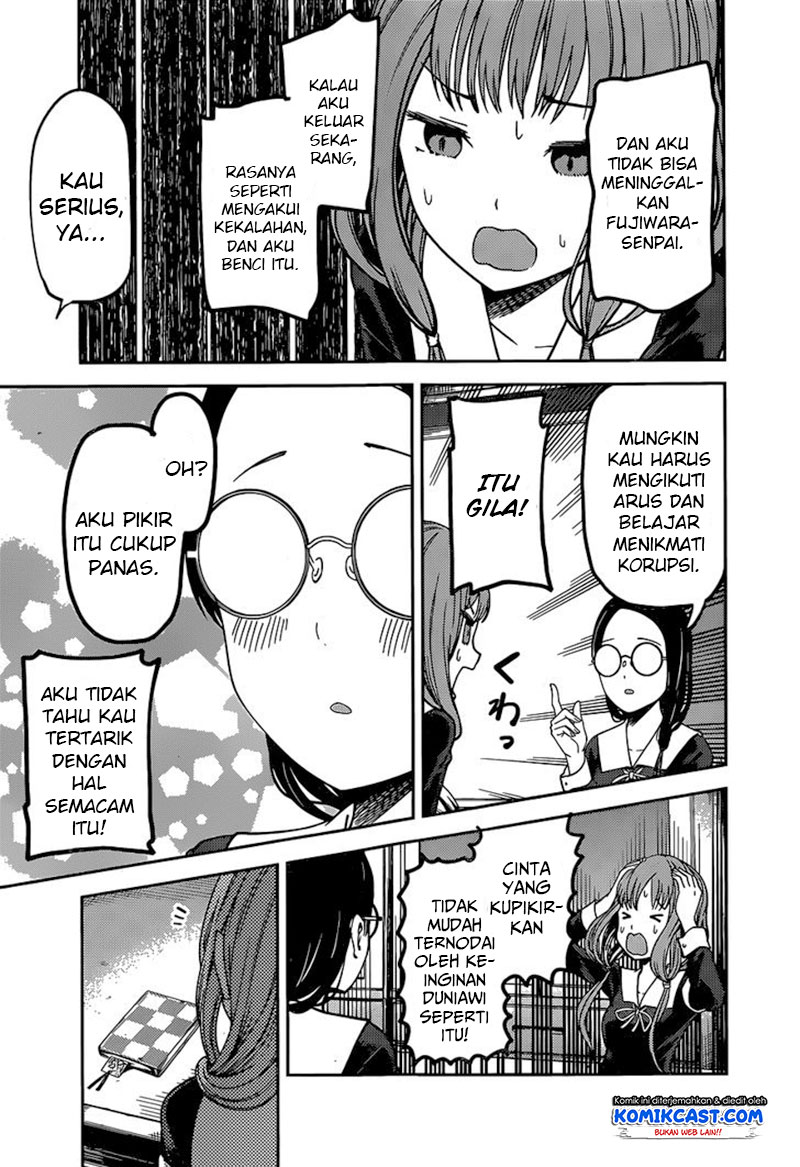 DAN AKU
TIDAK BISA
MENINGGAL-
KAN
FUJIWARA-
SENPAI.
KALAU
AKU
KELUAR
SEKA-
RANG,
RASANYA
SEPERTI
MENGAKUI
KEKALAHAN,
DAN AKU
BENCI ITU.
KAU
SERIUS,
YA...
MUNGKIN
KAU HARUS
MENGIKUTI
ARUS DAN
BELAJAR
MENIKMATI
KORUPSI.
ITU
GILA!
くわっ
OH?
AKU PIKIR
ITU CUKUP
PANAS.
AKU TIDAK
TAHU KAU
TERTARIK
DENGAN
HAL
SEMACAM
ITU!
CINTA
YANG
KUPIKIR-
KAN
TIDAK
MUDAH
TERNODAI
OLEH KE-
INGINAN
DUNIAWI
SEPERTI
ITU!
Komik ini diterjemahkan & diedit oleh
KOMIKCAST.COM
BUKAN WEB LAIN!!